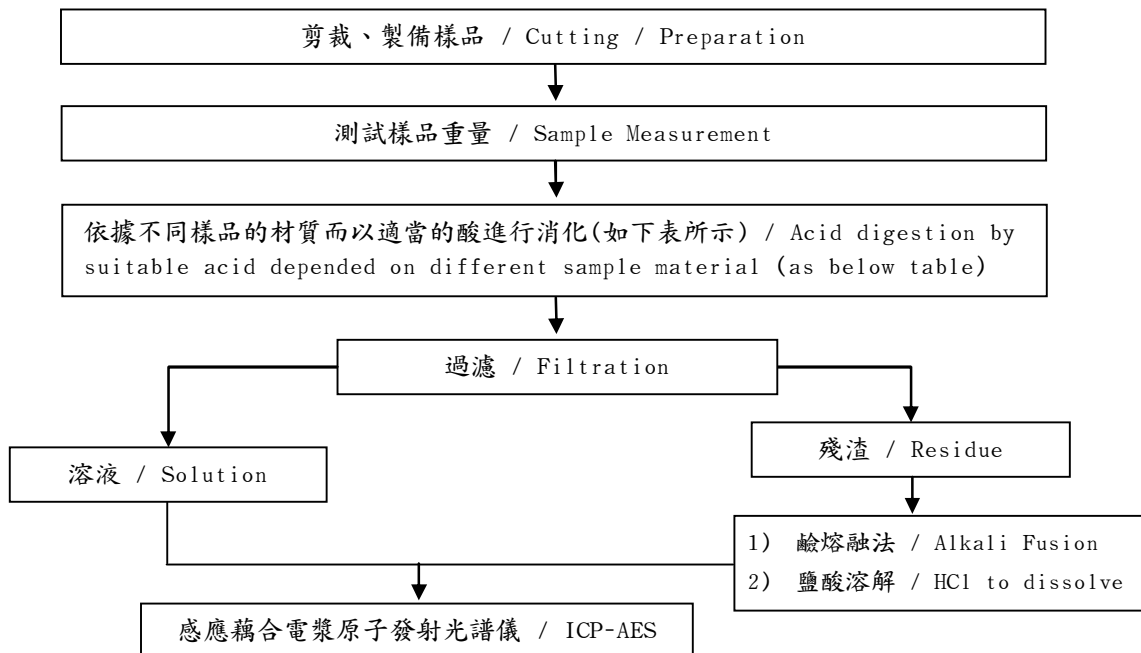 剪裁、製備樣品 / Cutting / Preparation
測試樣品重量 / Sample Measurement
依據不同樣品的材質而以適當的酸進行消化(如下表所示) / Acid digestion by
suitable acid depended on different sample material (as below table)
過濾 / Filtration
溶液 / Solution
殘渣 / Residue
1) 鹼熔融法 / Alkali Fusion
2) 鹽酸溶解 / HCl to dissolve
感應藕合電漿原子發射光譜儀 / ICP-AES